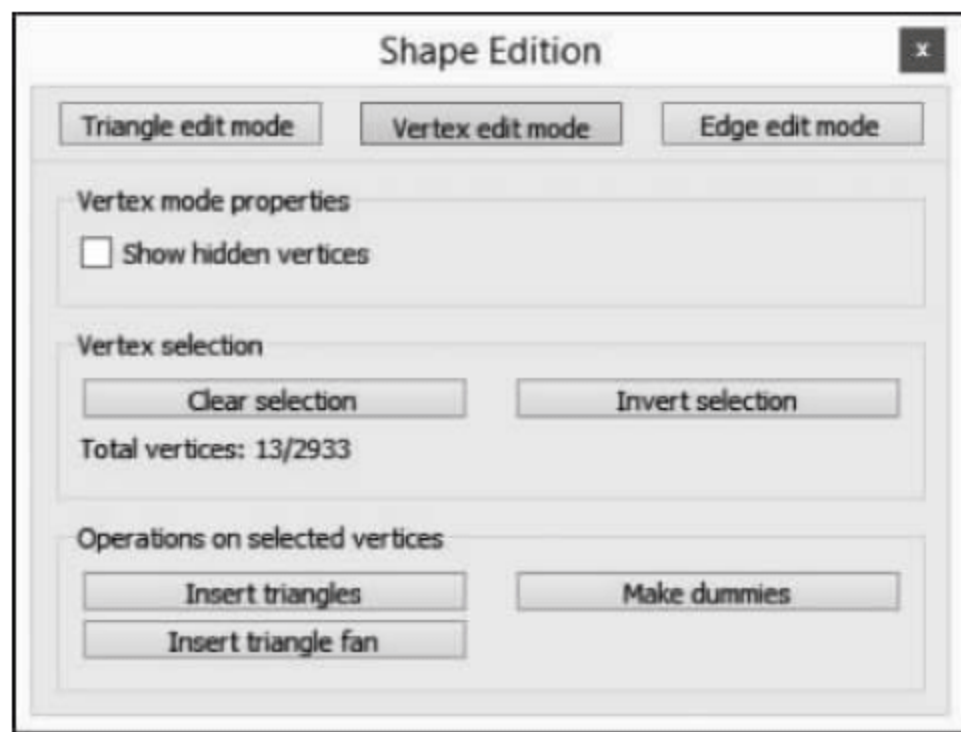 Shape Edition
x
Triangle edit mode Vertex edit mode Edge edit mode
Vertex mode properties
Show hidden vertices
Vertex selection
Clear selection Invert selection
Total vertices: 13/2933
Operations on selected vertices
Insert triangles Make dummies
Insert triangle fan